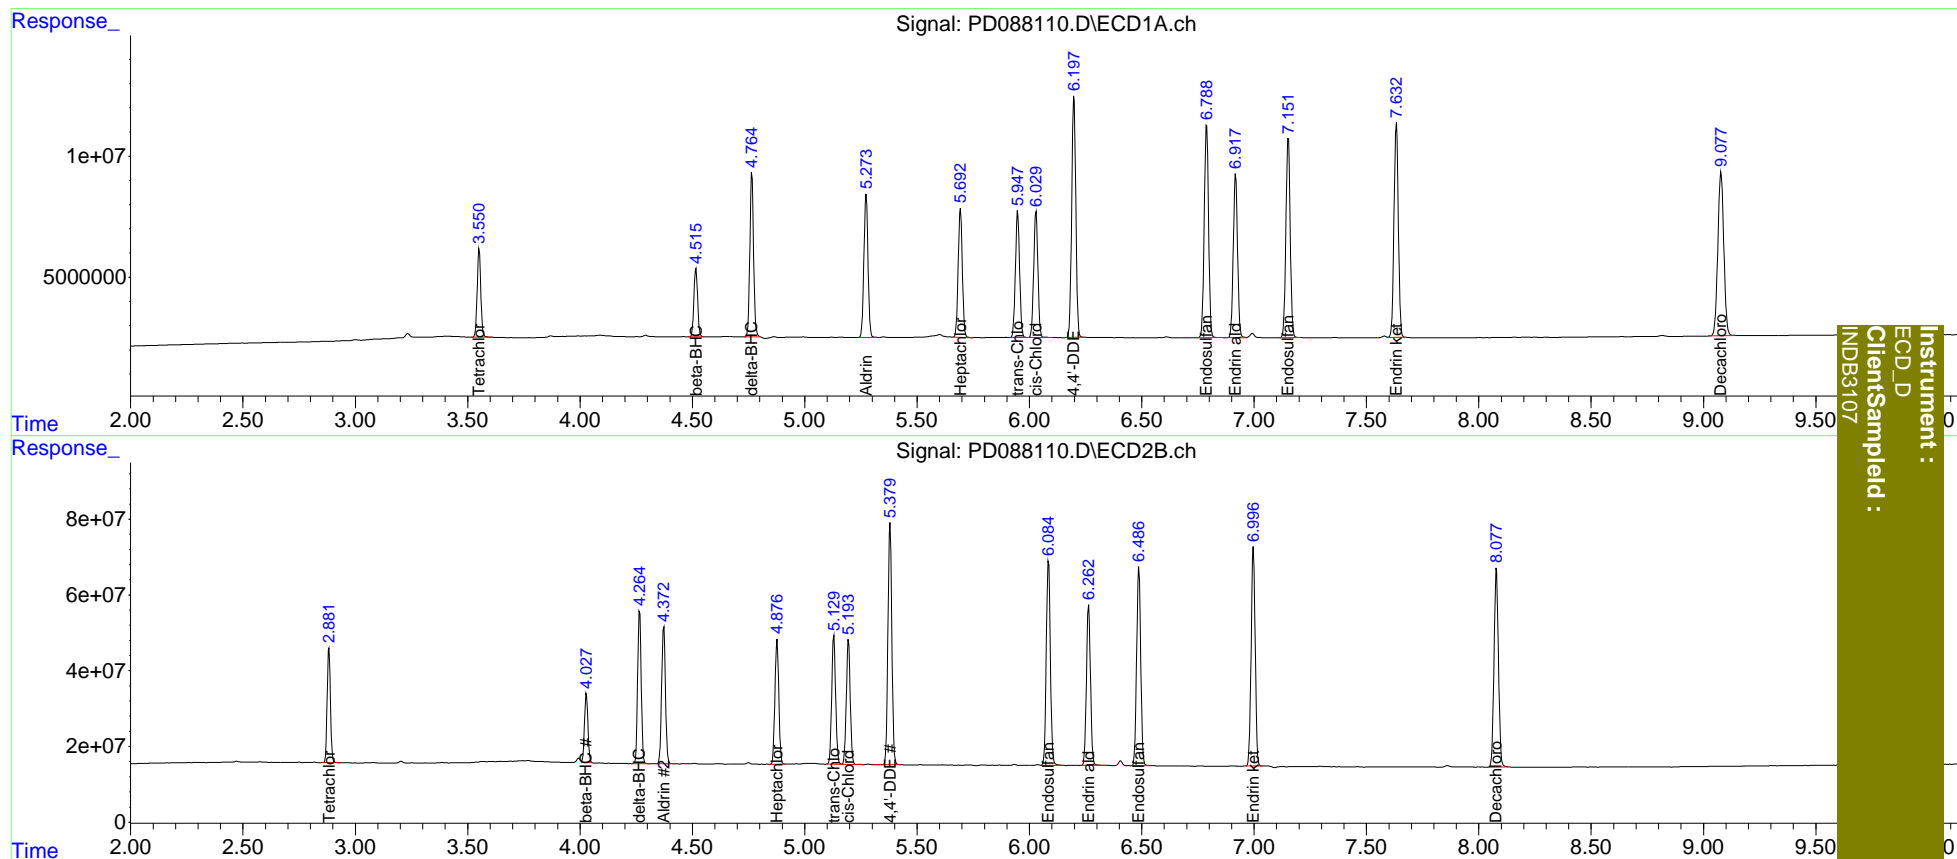 Response_
Signal: PD088110.D\ECD1A.ch
1e+07
5000000
3.550
4.515
4.764
5.273
5.692
5.947
6.029
6.197
6.788
6.917
7.151
7.632
9.077
Tetrachlor
beta-BHC
delta-BHC
Aldrin
Heptachlor
trans-Chlo
cis-Chlord
4,4'-DDE
Endosulfan
Endrin ald
Endosulfan
Endrin ket
Decachloro
2.00 2.50 3.00 3.50 4.00 4.50 5.00 5.50 6.00 6.50 7.00 7.50 8.00 8.50 9.00 9.50
Time
Response_
Signal: PD088110.D\ECD2B.ch
8e+07
6e+07
4e+07
2e+07
0
2.881
4.027
4.264
4.372
4.876
5.129
5.193
5.379
6.084
6.262
6.486
6.996
8.077
Tetrachlor
beta-BHC #
delta-BHC
Aldrin #2
Heptachlor
trans-Chlo
cis-Chlord
4,4'-DDE #
Endosulfan
Endrin ald
Endosulfan
Endrin ket
Decachloro
2.00 2.50 3.00 3.50 4.00 4.50 5.00 5.50 6.00 6.50 7.00 7.50 8.00 8.50 9.00 9.50
Time
Instrument :
ECD_D
ClientSampleId :
INDB3107